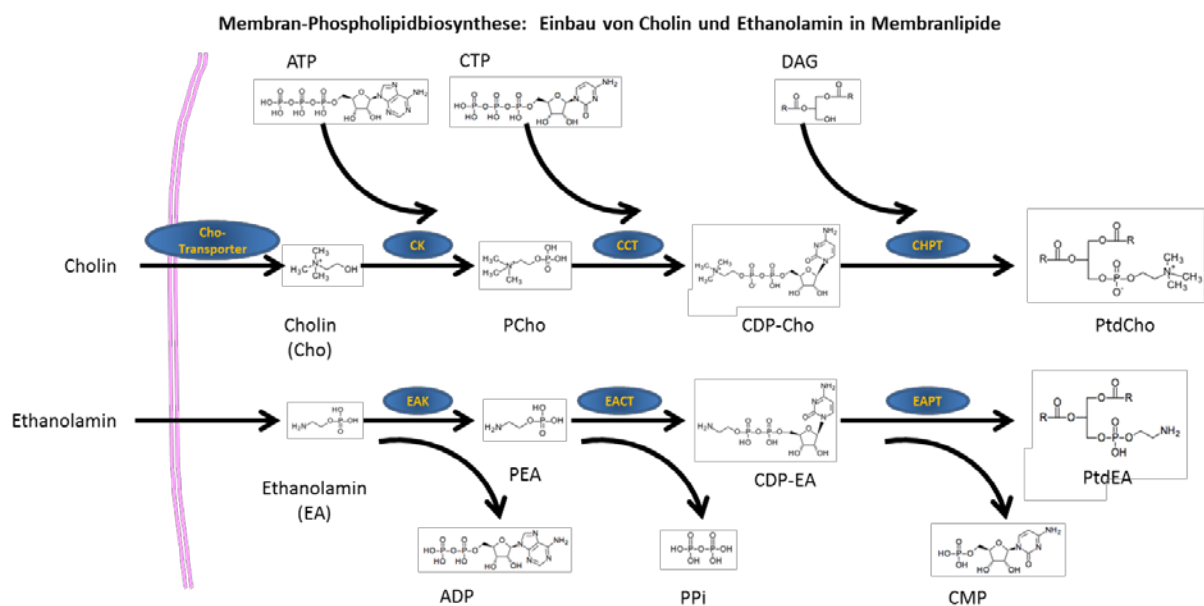 Membran-Phospholipidbiosynthese: Einbau von Cholin und Ethanolamin in Membranlipide
ATP
CTP
DAG
Cho-
Transporter
CK
CCT
CHPT
Cholin
Cholin
(Cho)
PCho
CDP-Cho
PtdCho
EAK
EACT
EAPT
Ethanolamin
Ethanolamin
(EA)
PEA
CDP-EA
PtdEA
ADP
PPi
CMP